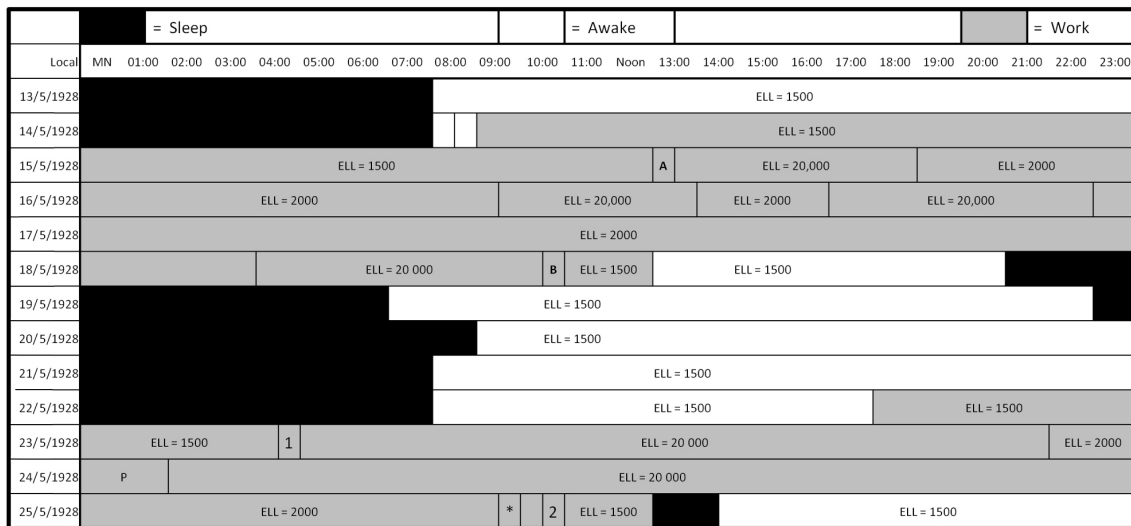 = Sleep = Awake = Work
Local MN 01:00 02:00 03:00 04:00 05:00 06:00 07:00 08:00 09:00 10:00 11:00 Noon 13:00 14:00 15:00 16:00 17:00 18:00 19:00 20:00 21:00 22:00 23:00
13/5/1928 ELL = 1500
14/5/1928 ELL = 1500
15/5/1928 ELL = 1500 A ELL = 20,000 ELL = 2000
16/5/1928 ELL = 2000 ELL = 20,000 ELL = 2000 ELL = 20,000
17/5/1928 ELL = 2000
18/5/1928 ELL = 20 000 B ELL = 1500 ELL = 1500
19/5/1928 ELL = 1500
20/5/1928 ELL = 1500
21/5/1928 ELL = 1500
22/5/1928 ELL = 1500 ELL = 1500
23/5/1928 ELL = 1500 1 ELL = 20 000 ELL = 2000
24/5/1928 P ELL = 20 000
25/5/1928 ELL = 2000 * 2 ELL = 1500 ELL = 1500